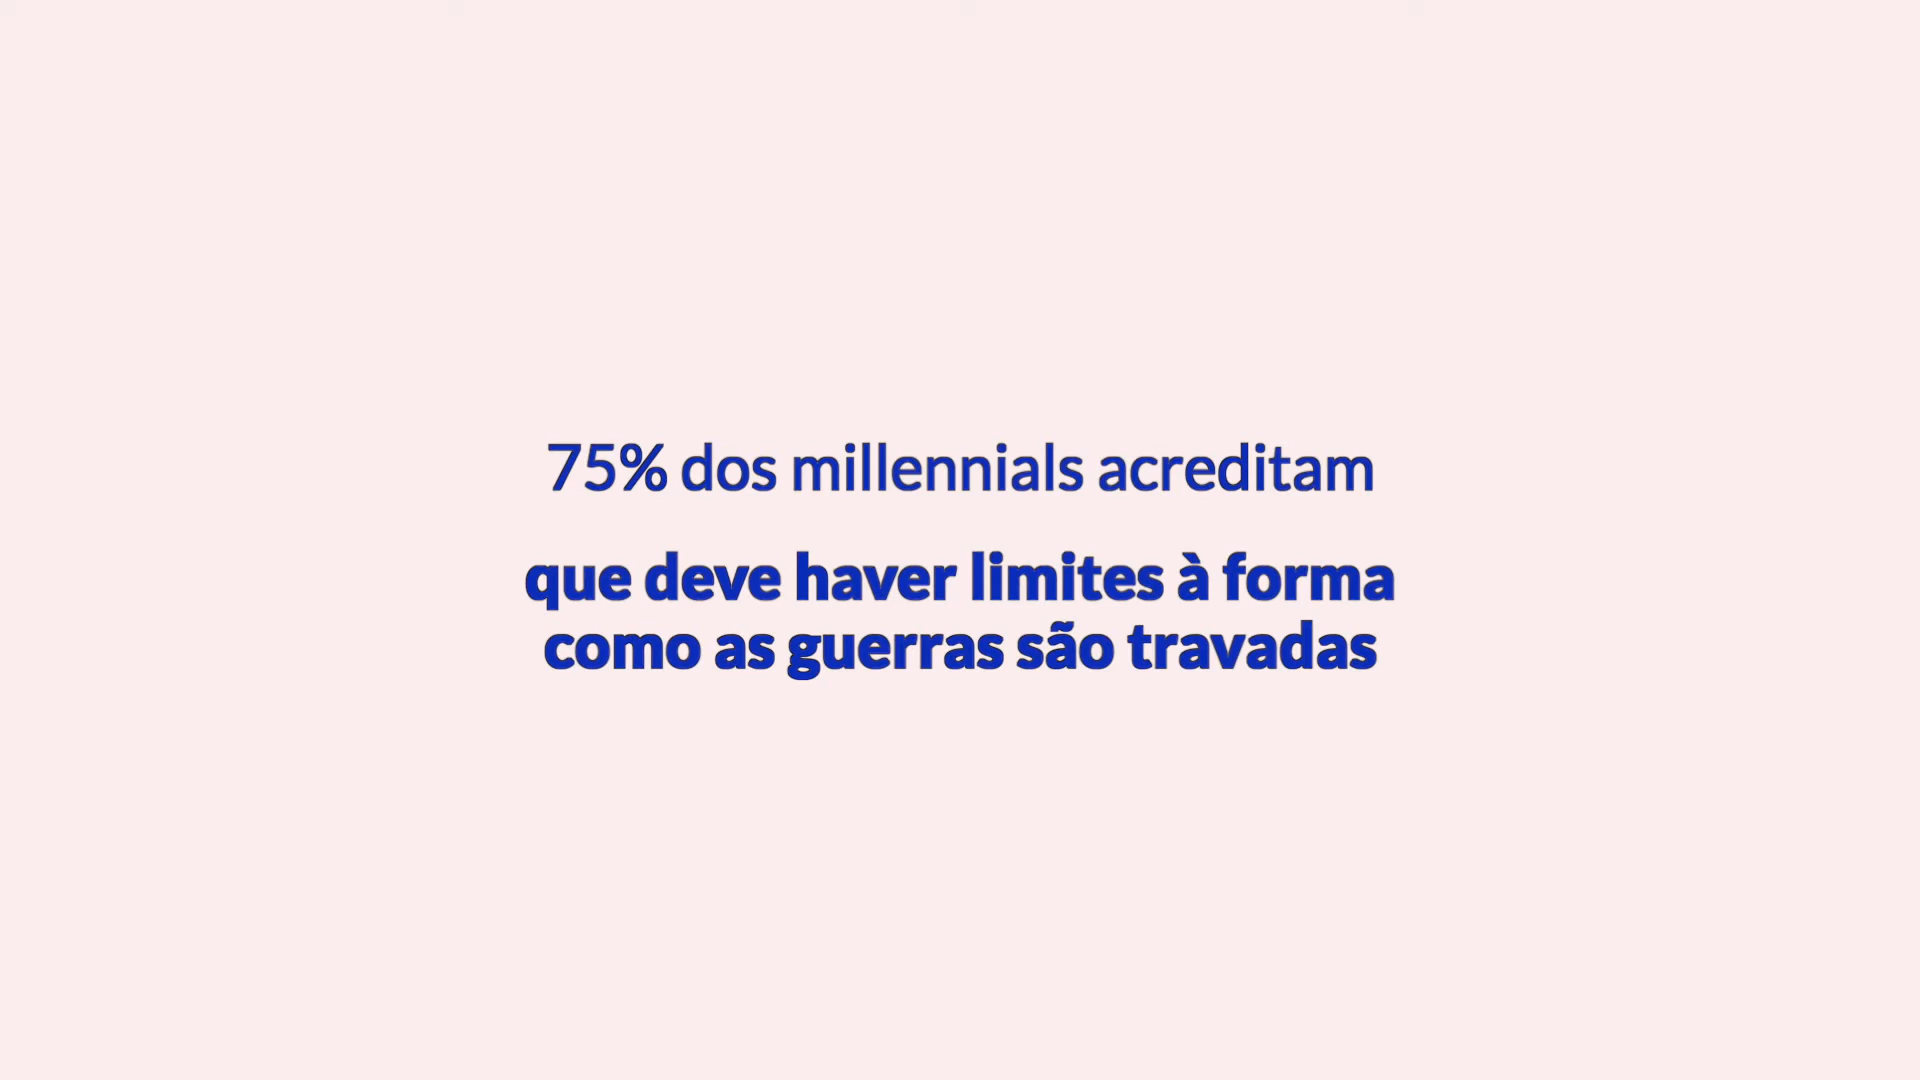 75% dos millennials acreditam
que deve haver limites à forma
como as guerras são travadas